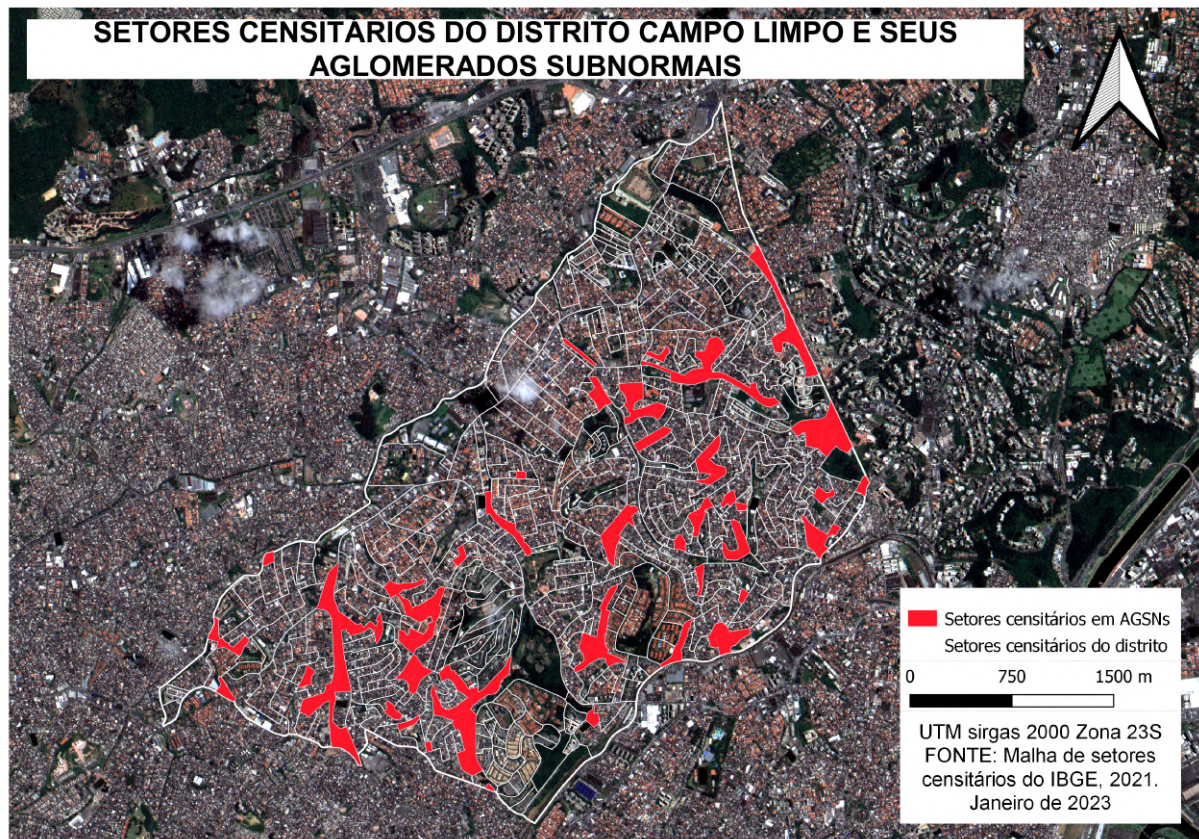 SETORES CENSITÁRIOS DO DISTRITO CAMPO LIMPO E SEUS
AGLOMERADOS SUBNORMAIS
Setores censitários em AGSNs
Setores censitários do distrito
0 750 1500 m
UTM sirgas 2000 Zona 23S
FONTE: Malha de setores
censitários do IBGE, 2021.
Janeiro de 2023